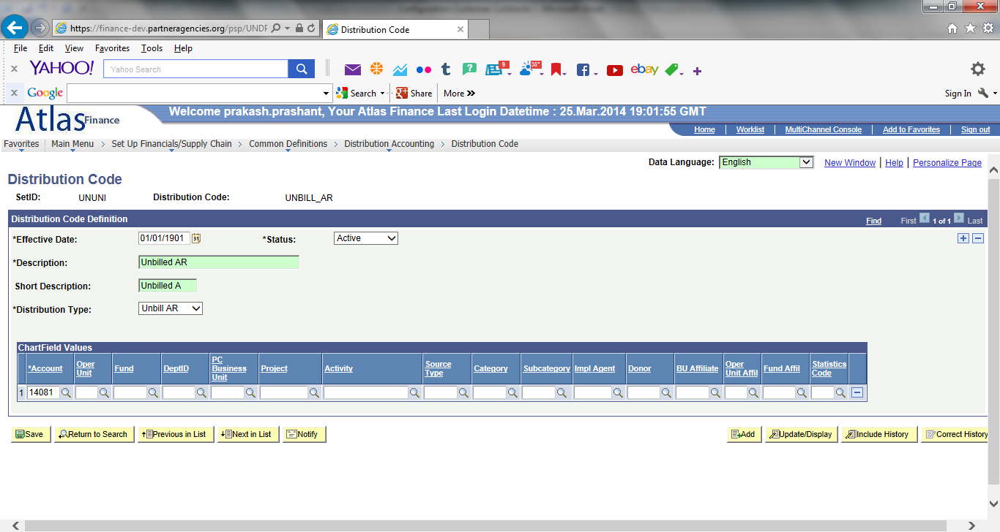 https://finance-dev.partneragencies.org/psp/UNDP
Distribution Code
File Edit View Favorites Tools Help
YAHOO! Yahoo Search 9 38° ebay
Google Search Share More Sign In
Atlas Finance Welcome prakash.prashant, Your Atlas Finance Last Login Datetime : 25.Mar.2014 19:01:55 GMT
Home Worklist MultiChannel Console Add to Favorites Sign out
Favorites Main Menu > Set Up Financials/Supply Chain > Common Definitions > Distribution Accounting > Distribution Code
Data Language: English New Window Help Personalize Page
Distribution Code
SetID: UNUNI Distribution Code: UNBILL_AR
Distribution Code Definition Find First 1 of 1 Last
*Effective Date: 01/01/1901 31 *Status: Active
*Description: Unbilled AR
Short Description: Unbilled A
*Distribution Type: Unbill AR
ChartField Values
*Account Oper Unit Fund DeptID PC Business Unit Project Activity Source Type Category Subcategory Impl Agent Donor BU Affiliate Oper Unit Affil Fund Affil Statistics Code
1 14081
Save Return to Search Previous in List Next in List Notify Add Update/Display Include History Correct History